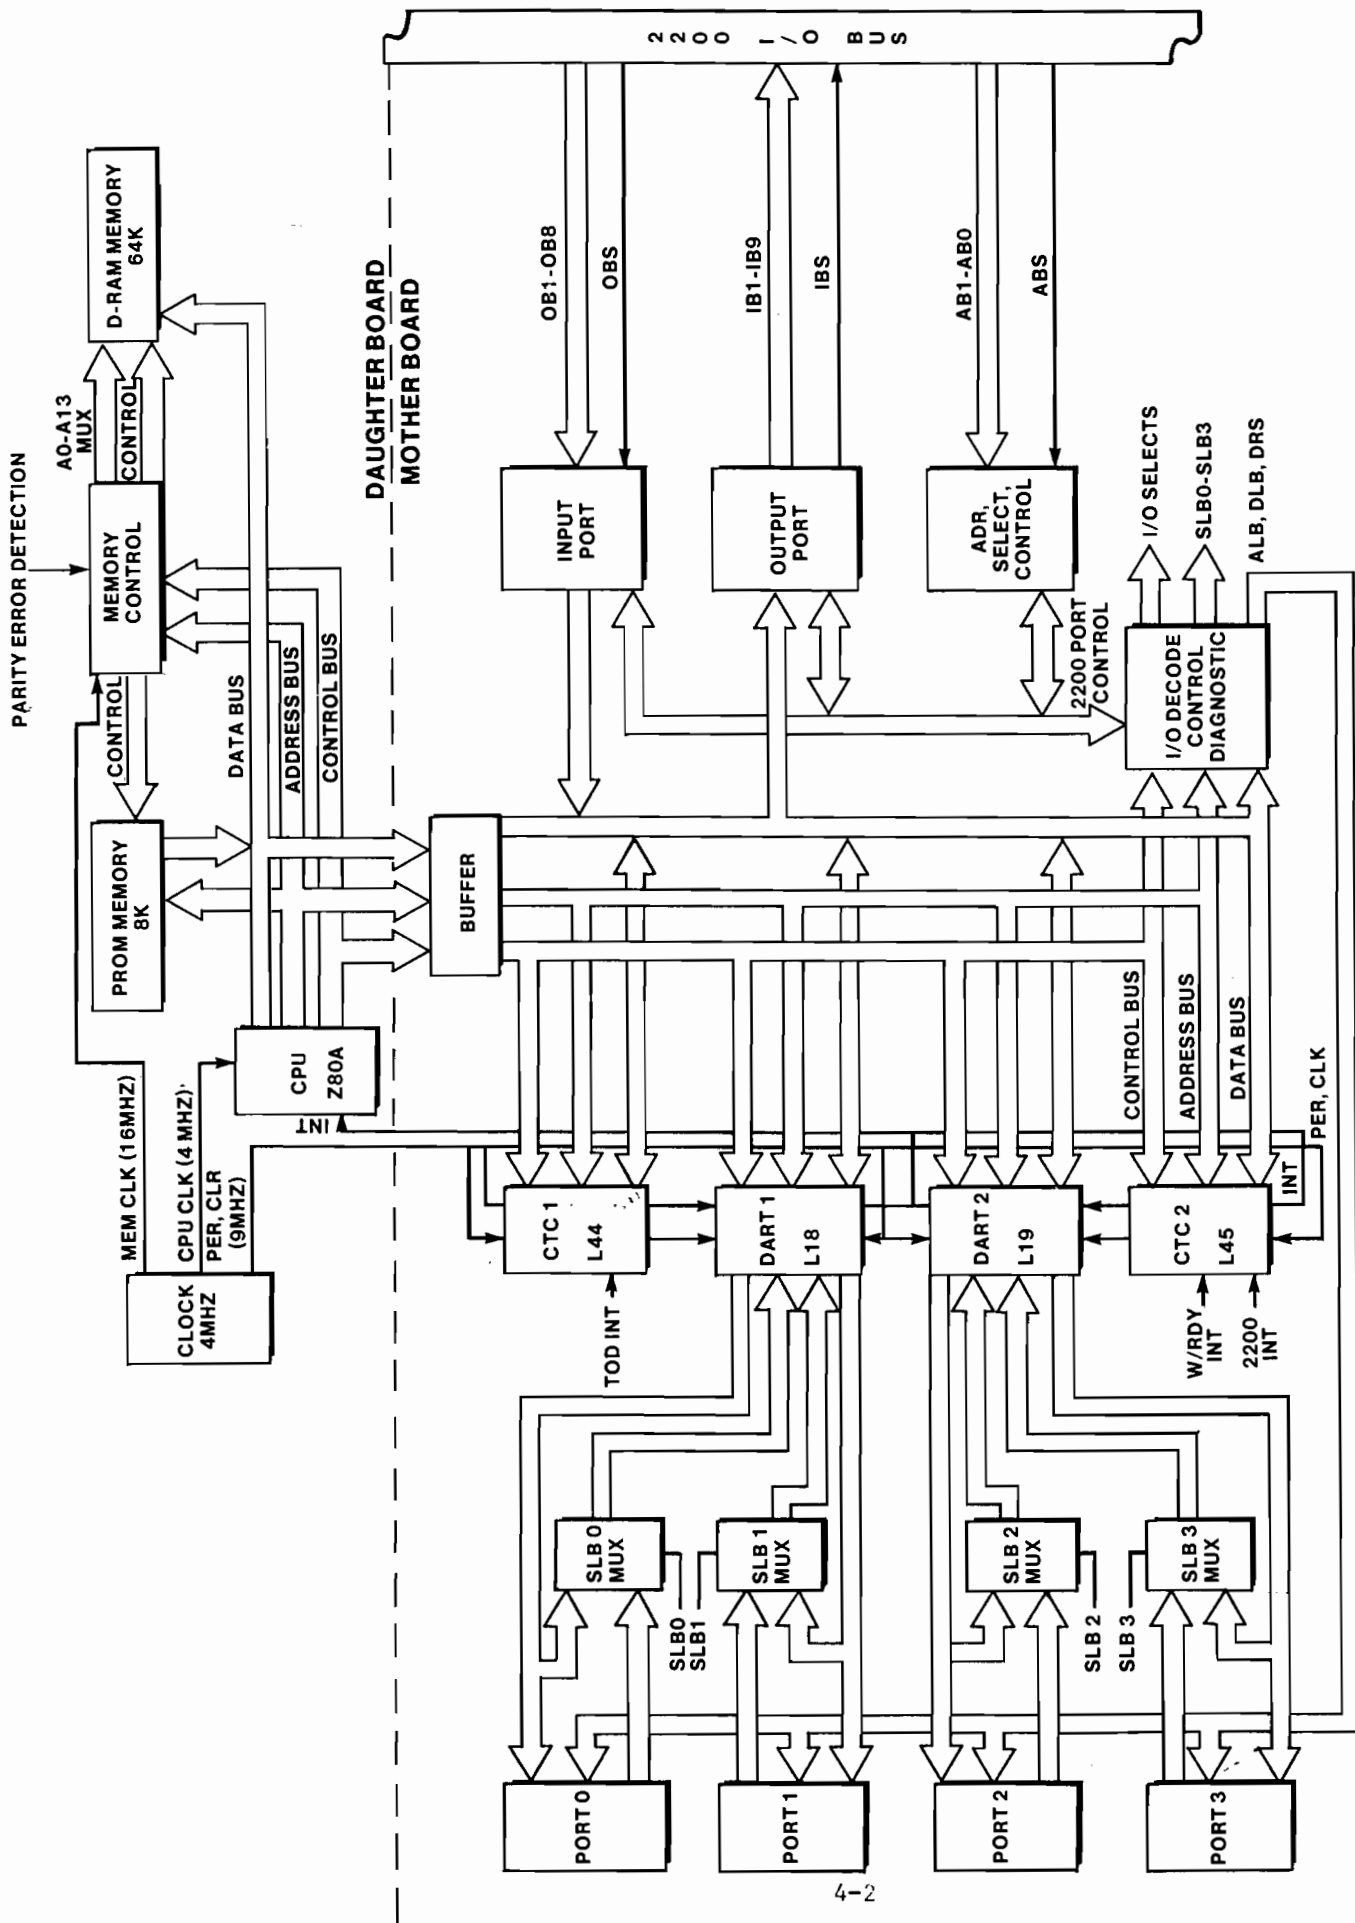 PARITY ERROR DETECTION
MEM CLK (16MHZ)
CPU CLK (4 MHZ),
PER, CLR
(9MHZ)
CLOCK
4MHZ
CPU
Z80A
INT
PROM MEMORY
8K
CONTROL
MEMORY
CONTROL
A0-A13
MUX
CONTROL
D-RAM MEMORY
64K
DATA BUS
ADDRESS BUS
CONTROL BUS
DAUGHTER BOARD
MOTHER BOARD
2200 I/O BUS
BUFFER
OB1-OB8
OBS
INPUT
PORT
IB1-IB9
IBS
OUTPUT
PORT
AB1-AB0
ABS
ADR,
SELECT,
CONTROL
2200 PORT
CONTROL
I/O DECODE
CONTROL
DIAGNOSTIC
I/O SELECTS
SLB0-SLB3
ALB, DLB, DRS
CONTROL BUS
ADDRESS BUS
DATA BUS
PER, CLK
INT
CTC 1
L44
TOD INT
DART 1
L18
DART 2
L19
CTC 2
L45
W/RDY
INT
2200
INT
SLB 0
MUX
SLB0
SLB1
SLB 1
MUX
SLB 2
MUX
SLB 2
SLB 3
SLB 3
MUX
PORT 0
PORT 1
PORT 2
PORT 3
4-2